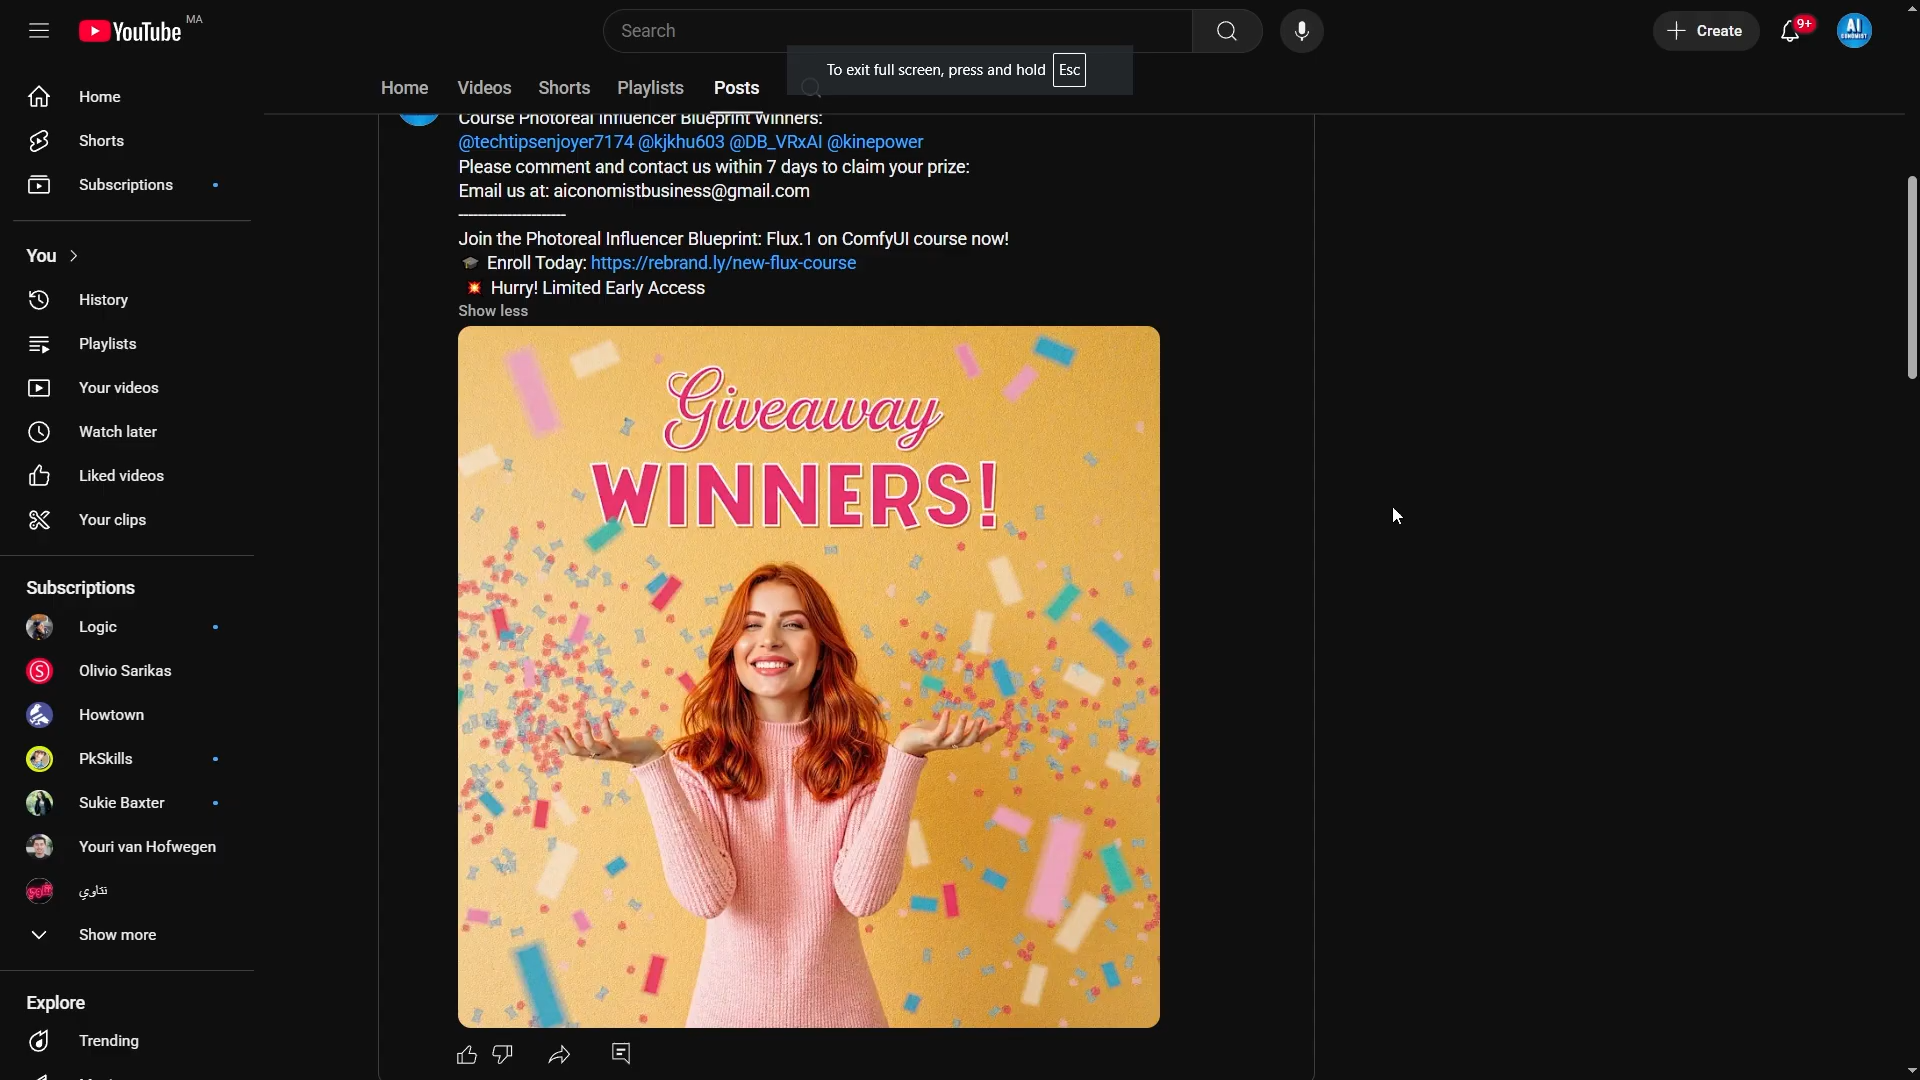 YouTube MA
Search
Create
9+
AI
CONOMIST
To exit full screen, press and hold Esc
Home Videos Shorts Playlists Posts
Home
Shorts
Subscriptions
You
History
Playlists
Your videos
Watch later
Liked videos
Your clips
Subscriptions
Logic
Olivio Sarikas
Howtown
PkSkills
Sukie Baxter
Youri van Hofwegen
Show more
Explore
Trending
Course Photoreal Influencer Blueprint Winners:
@techtipsenjoyer7174 @kjkhu603 @DB_VRxAI @kinepower
Please comment and contact us within 7 days to claim your prize:
Email us at: aiconomistbusiness@gmail.com
----------------------
Join the Photoreal Influencer Blueprint: Flux.1 on ComfyUI course now!
🎓 Enroll Today: https://rebrand.ly/new-flux-course
💥 Hurry! Limited Early Access
Show less
Giveaway
WINNERS!